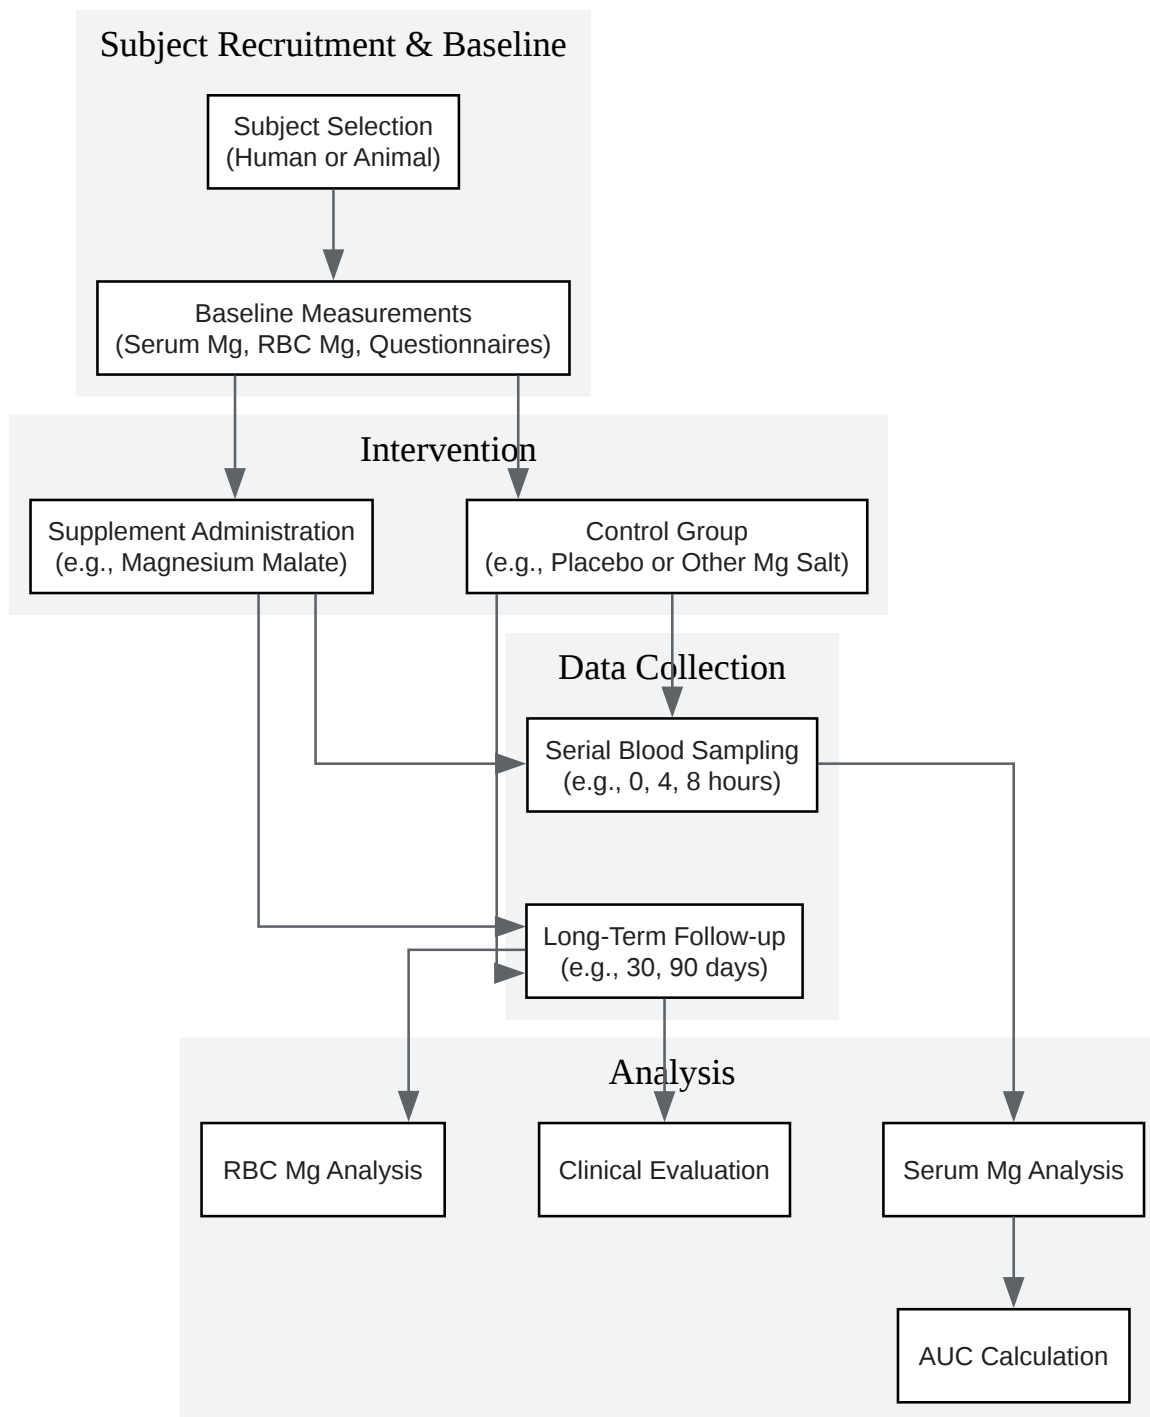 Subject Recruitment & Baseline
Subject Selection
(Human or Animal)
Baseline Measurements
(Serum Mg, RBC Mg, Questionnaires)
Intervention
Supplement Administration
(e.g., Magnesium Malate)
Control Group
(e.g., Placebo or Other Mg Salt)
Data Collection
Serial Blood Sampling
(e.g., 0, 4, 8 hours)
Long-Term Follow-up
(e.g., 30, 90 days)
Analysis
RBC Mg Analysis
Clinical Evaluation
Serum Mg Analysis
AUC Calculation